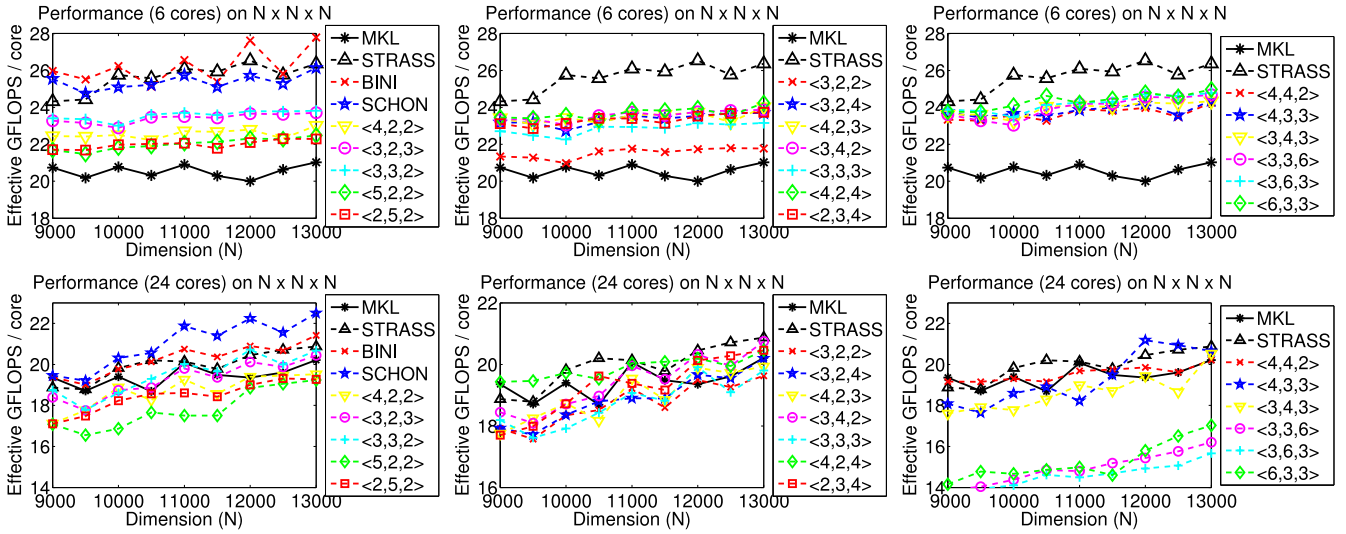 Performance (6 cores) on N x N x N
Effective GFLOPS / core
28
26
24
22
20
18
9000 10000 11000 12000 13000
Dimension (N)
MKL
STRASS
BINI
SCHON
<4,2,2>
<3,2,3>
<3,3,2>
<5,2,2>
<2,5,2>
Performance (6 cores) on N x N x N
Effective GFLOPS / core
28
26
24
22
20
18
9000 10000 11000 12000 13000
Dimension (N)
MKL
STRASS
<3,2,2>
<3,2,4>
<4,2,3>
<3,4,2>
<3,3,3>
<4,2,4>
<2,3,4>
Performance (6 cores) on N x N x N
Effective GFLOPS / core
28
26
24
22
20
18
9000 10000 11000 12000 13000
Dimension (N)
MKL
STRASS
<4,4,2>
<4,3,3>
<3,4,3>
<3,3,6>
<3,6,3>
<6,3,3>
Performance (24 cores) on N x N x N
Effective GFLOPS / core
22
20
18
16
14
9000 10000 11000 12000 13000
Dimension (N)
MKL
STRASS
BINI
SCHON
<4,2,2>
<3,2,3>
<3,3,2>
<5,2,2>
<2,5,2>
Performance (24 cores) on N x N x N
Effective GFLOPS / core
22
20
18
16
9000 10000 11000 12000 13000
Dimension (N)
MKL
STRASS
<3,2,2>
<3,2,4>
<4,2,3>
<3,4,2>
<3,3,3>
<4,2,4>
<2,3,4>
Performance (24 cores) on N x N x N
Effective GFLOPS / core
22
20
18
16
14
9000 10000 11000 12000 13000
Dimension (N)
MKL
STRASS
<4,4,2>
<4,3,3>
<3,4,3>
<3,3,6>
<3,6,3>
<6,3,3>